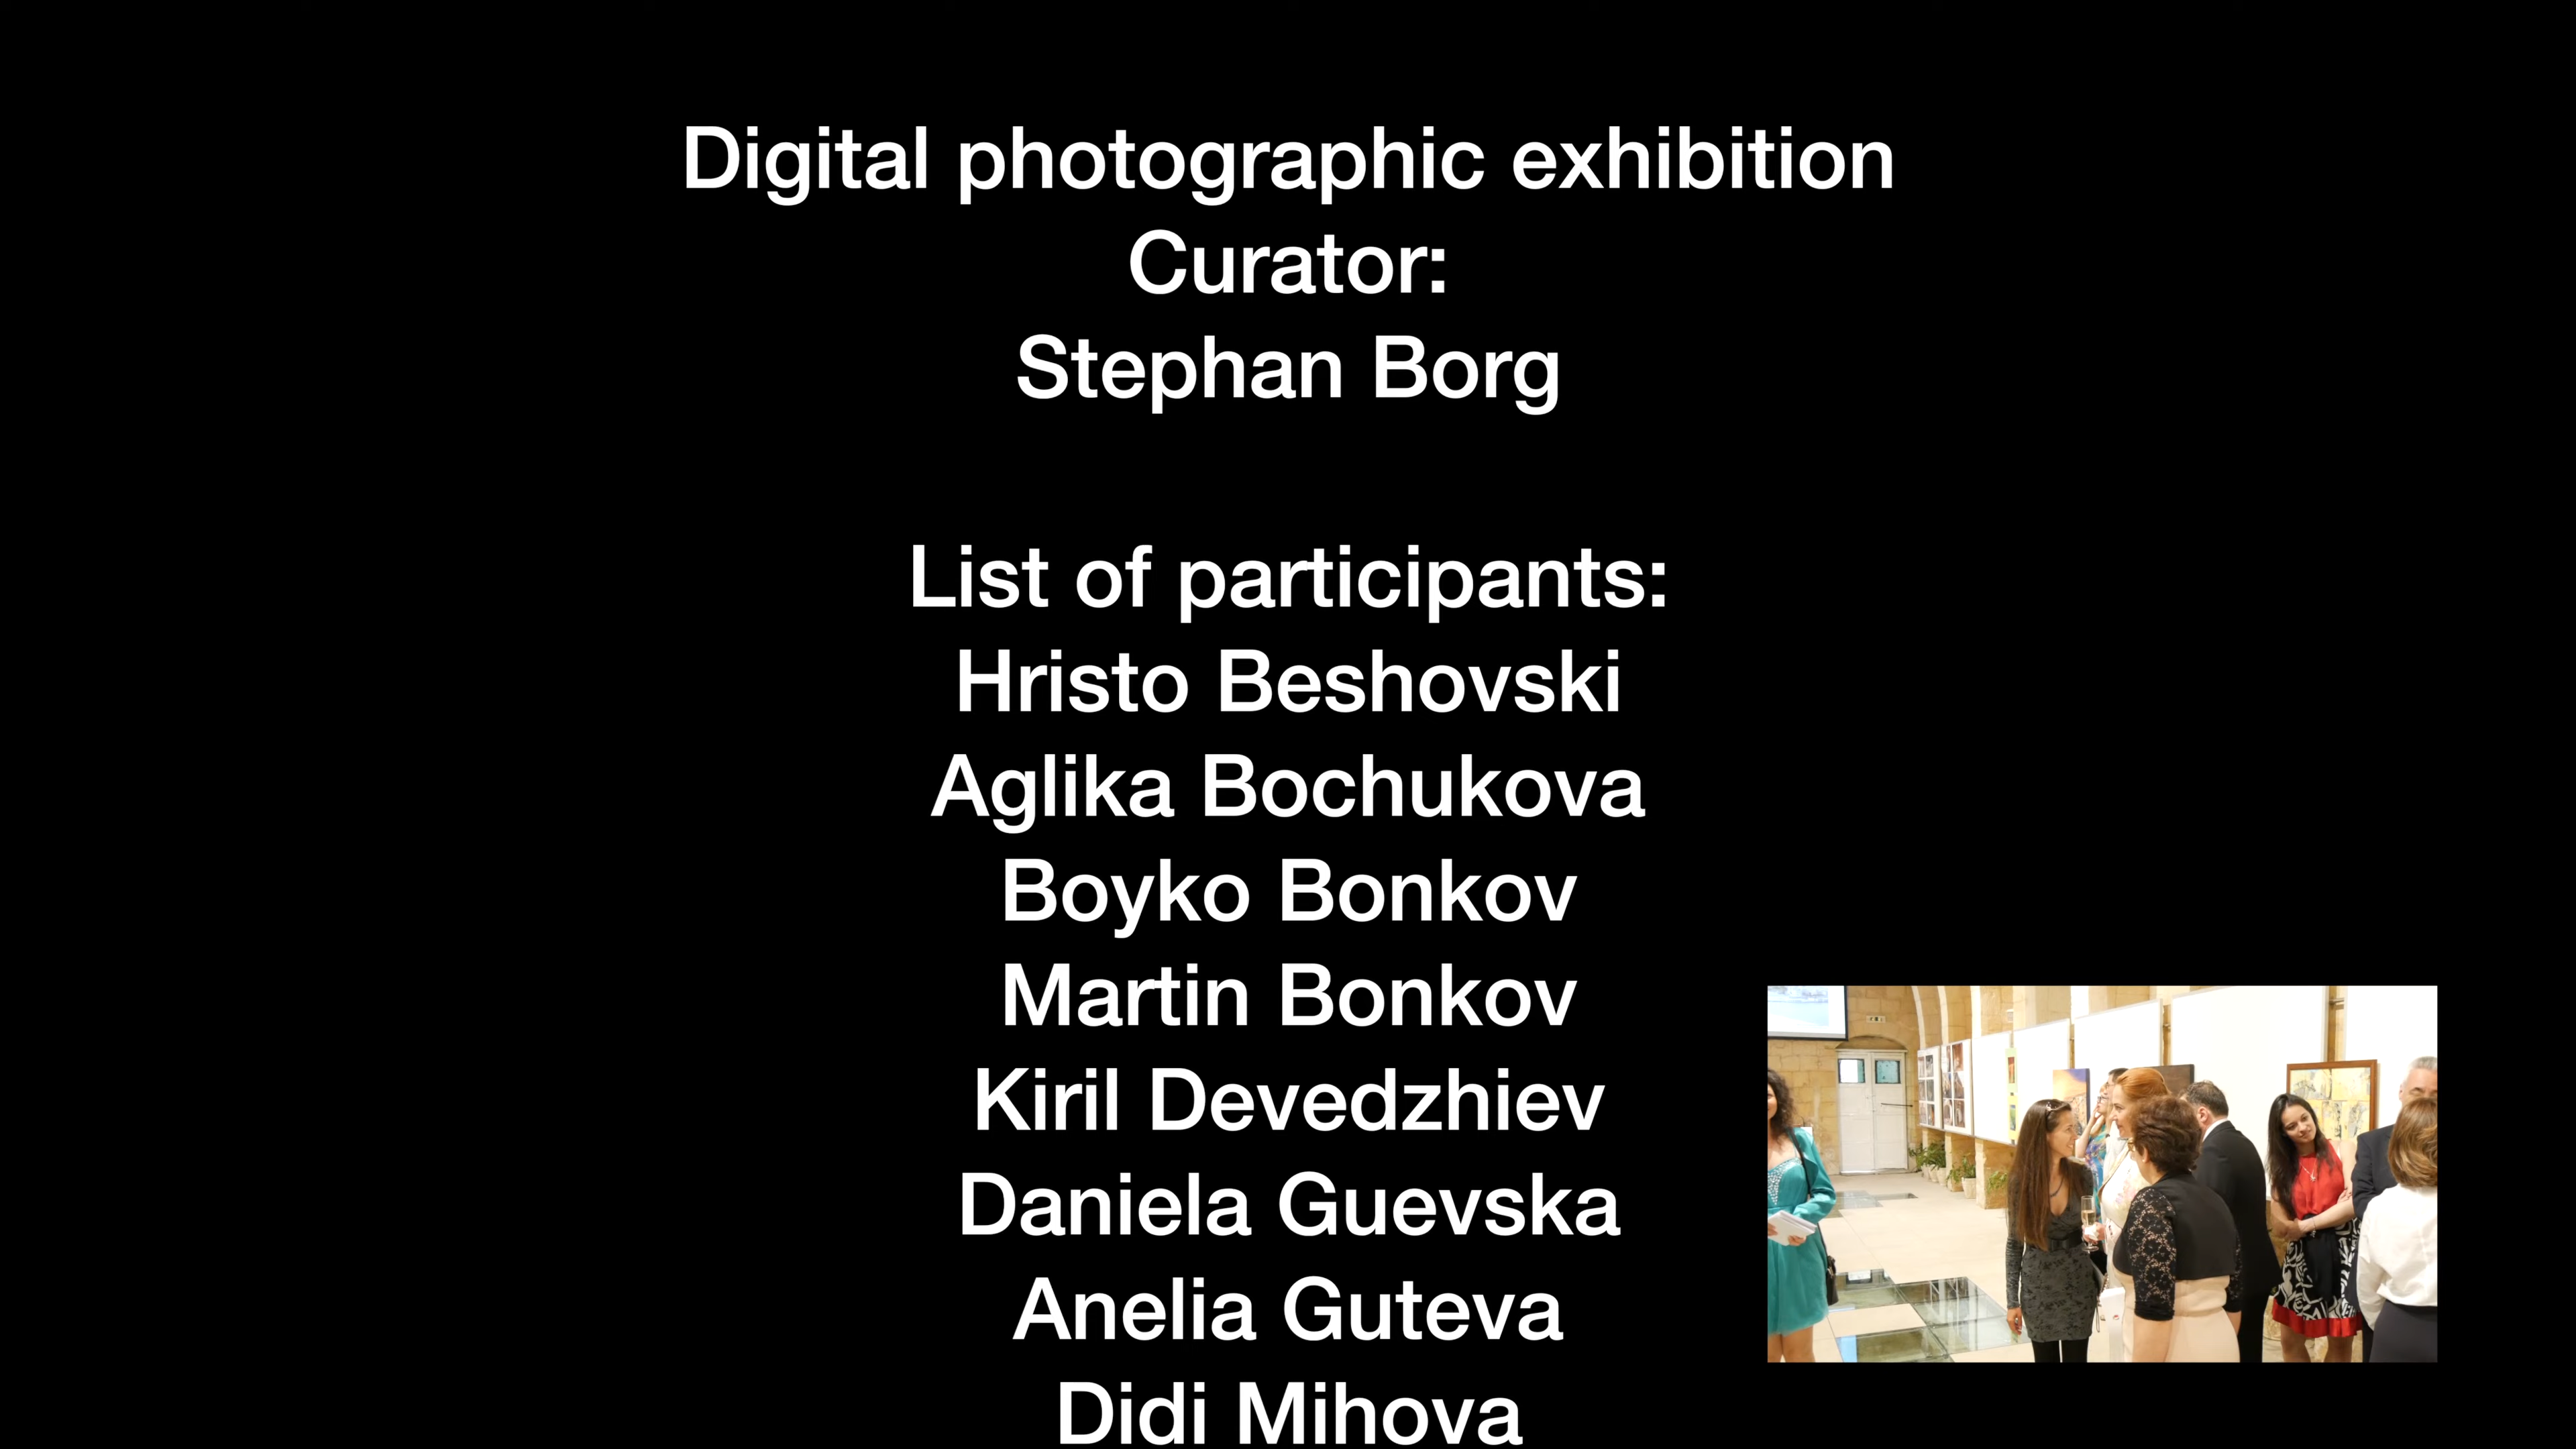 Digital photographic exhibition
Curator:
Stephan Borg
List of participants:
Hristo Beshovski
Aglika Bochukova
Boyko Bonkov
Martin Bonkov
Kiril Devedzhiev
Daniela Guevska
Anelia Guteva
Didi Mihova